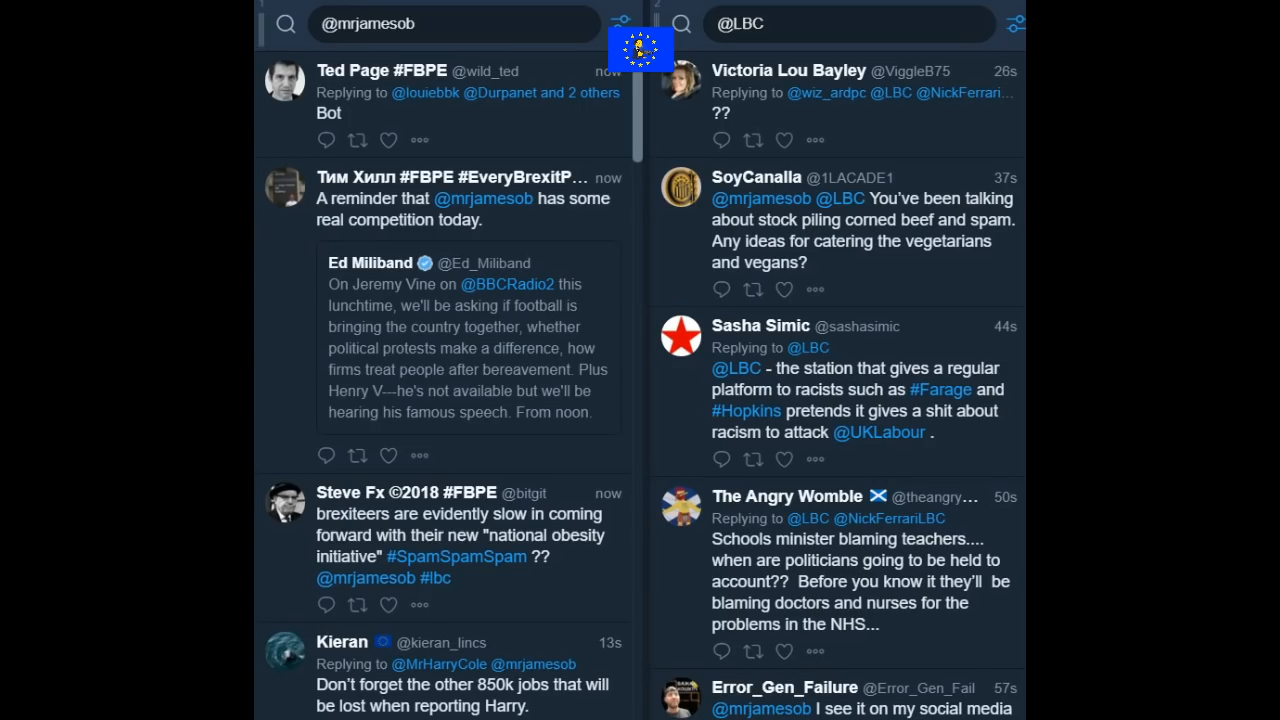 1
@mrjamesob
Ted Page #FBPE @wild_ted now
Replying to @louiebbk @Durpanet and 2 others
Bot
Тим Хилл #FBPE #EveryBrexitP... now
A reminder that @mrjamesob has some
real competition today.
Ed Miliband @Ed_Miliband
On Jeremy Vine on @BBCRadio2 this
lunchtime, we'll be asking if football is
bringing the country together, whether
political protests make a difference, how
firms treat people after bereavement. Plus
Henry V---he's not available but we'll be
hearing his famous speech. From noon.
Steve Fx ©2018 #FBPE @bitgit now
brexiteers are evidently slow in coming
forward with their new "national obesity
initiative" #SpamSpamSpam ??
@mrjamesob #lbc
Kieran @kieran_lincs 13s
Replying to @MrHarryCole @mrjamesob
Don't forget the other 850k jobs that will
be lost when reporting Harry.
2
@LBC
Victoria Lou Bayley @ViggleB75 26s
Replying to @wiz_ardpc @LBC @NickFerrari...
??
SoyCanalla @1LACADE1 37s
@mrjamesob @LBC You've been talking
about stock piling corned beef and spam.
Any ideas for catering the vegetarians
and vegans?
Sasha Simic @sashasimic 44s
Replying to @LBC
@LBC - the station that gives a regular
platform to racists such as #Farage and
#Hopkins pretends it gives a shit about
racism to attack @UKLabour .
The Angry Womble @theangry... 50s
Replying to @LBC @NickFerrariLBC
Schools minister blaming teachers....
when are politicians going to be held to
account?? Before you know it they'll be
blaming doctors and nurses for the
problems in the NHS...
Error_Gen_Failure @Error_Gen_Fail 57s
@mrjamesob I see it on my social media